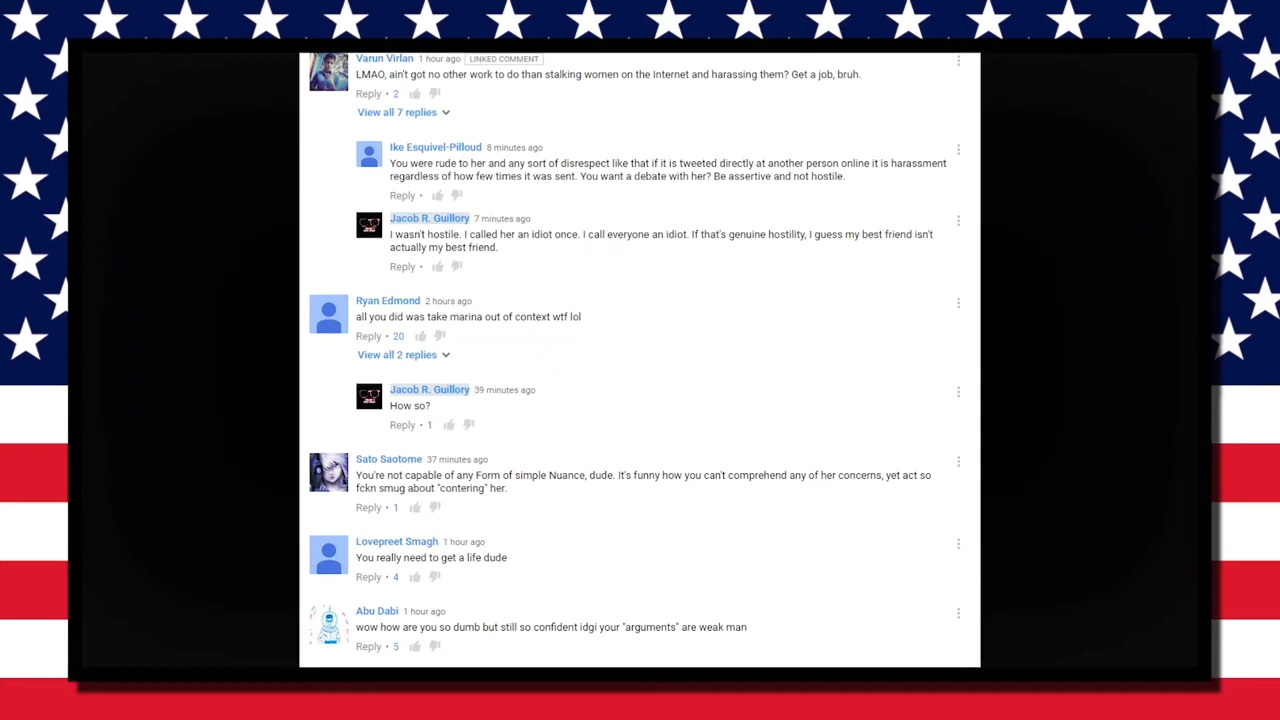 Varun Virlan 1 hour ago LINKED COMMENT
LMAO, ain't got no other work to do than stalking women on the Internet and harassing them? Get a job, bruh.
Reply • 2
View all 7 replies
Ike Esquivel-Pilloud 8 minutes ago
You were rude to her and any sort of disrespect like that if it is tweeted directly at another person online it is harassment
regardless of how few times it was sent. You want a debate with her? Be assertive and not hostile.
Reply •
Jacob R. Guillory 7 minutes ago
I wasn't hostile. I called her an idiot once. I call everyone an idiot. If that's genuine hostility, I guess my best friend isn't
actually my best friend.
Reply •
Ryan Edmond 2 hours ago
all you did was take marina out of context wtf lol
Reply • 20
View all 2 replies
Jacob R. Guillory 39 minutes ago
How so?
Reply • 1
Sato Saotome 37 minutes ago
You're not capable of any Form of simple Nuance, dude. It's funny how you can't comprehend any of her concerns, yet act so
fckn smug about "contering" her.
Reply • 1
Lovepreet Smagh 1 hour ago
You really need to get a life dude
Reply • 4
Abu Dabi 1 hour ago
wow how are you so dumb but still so confident idgi your "arguments" are weak man
Reply • 5